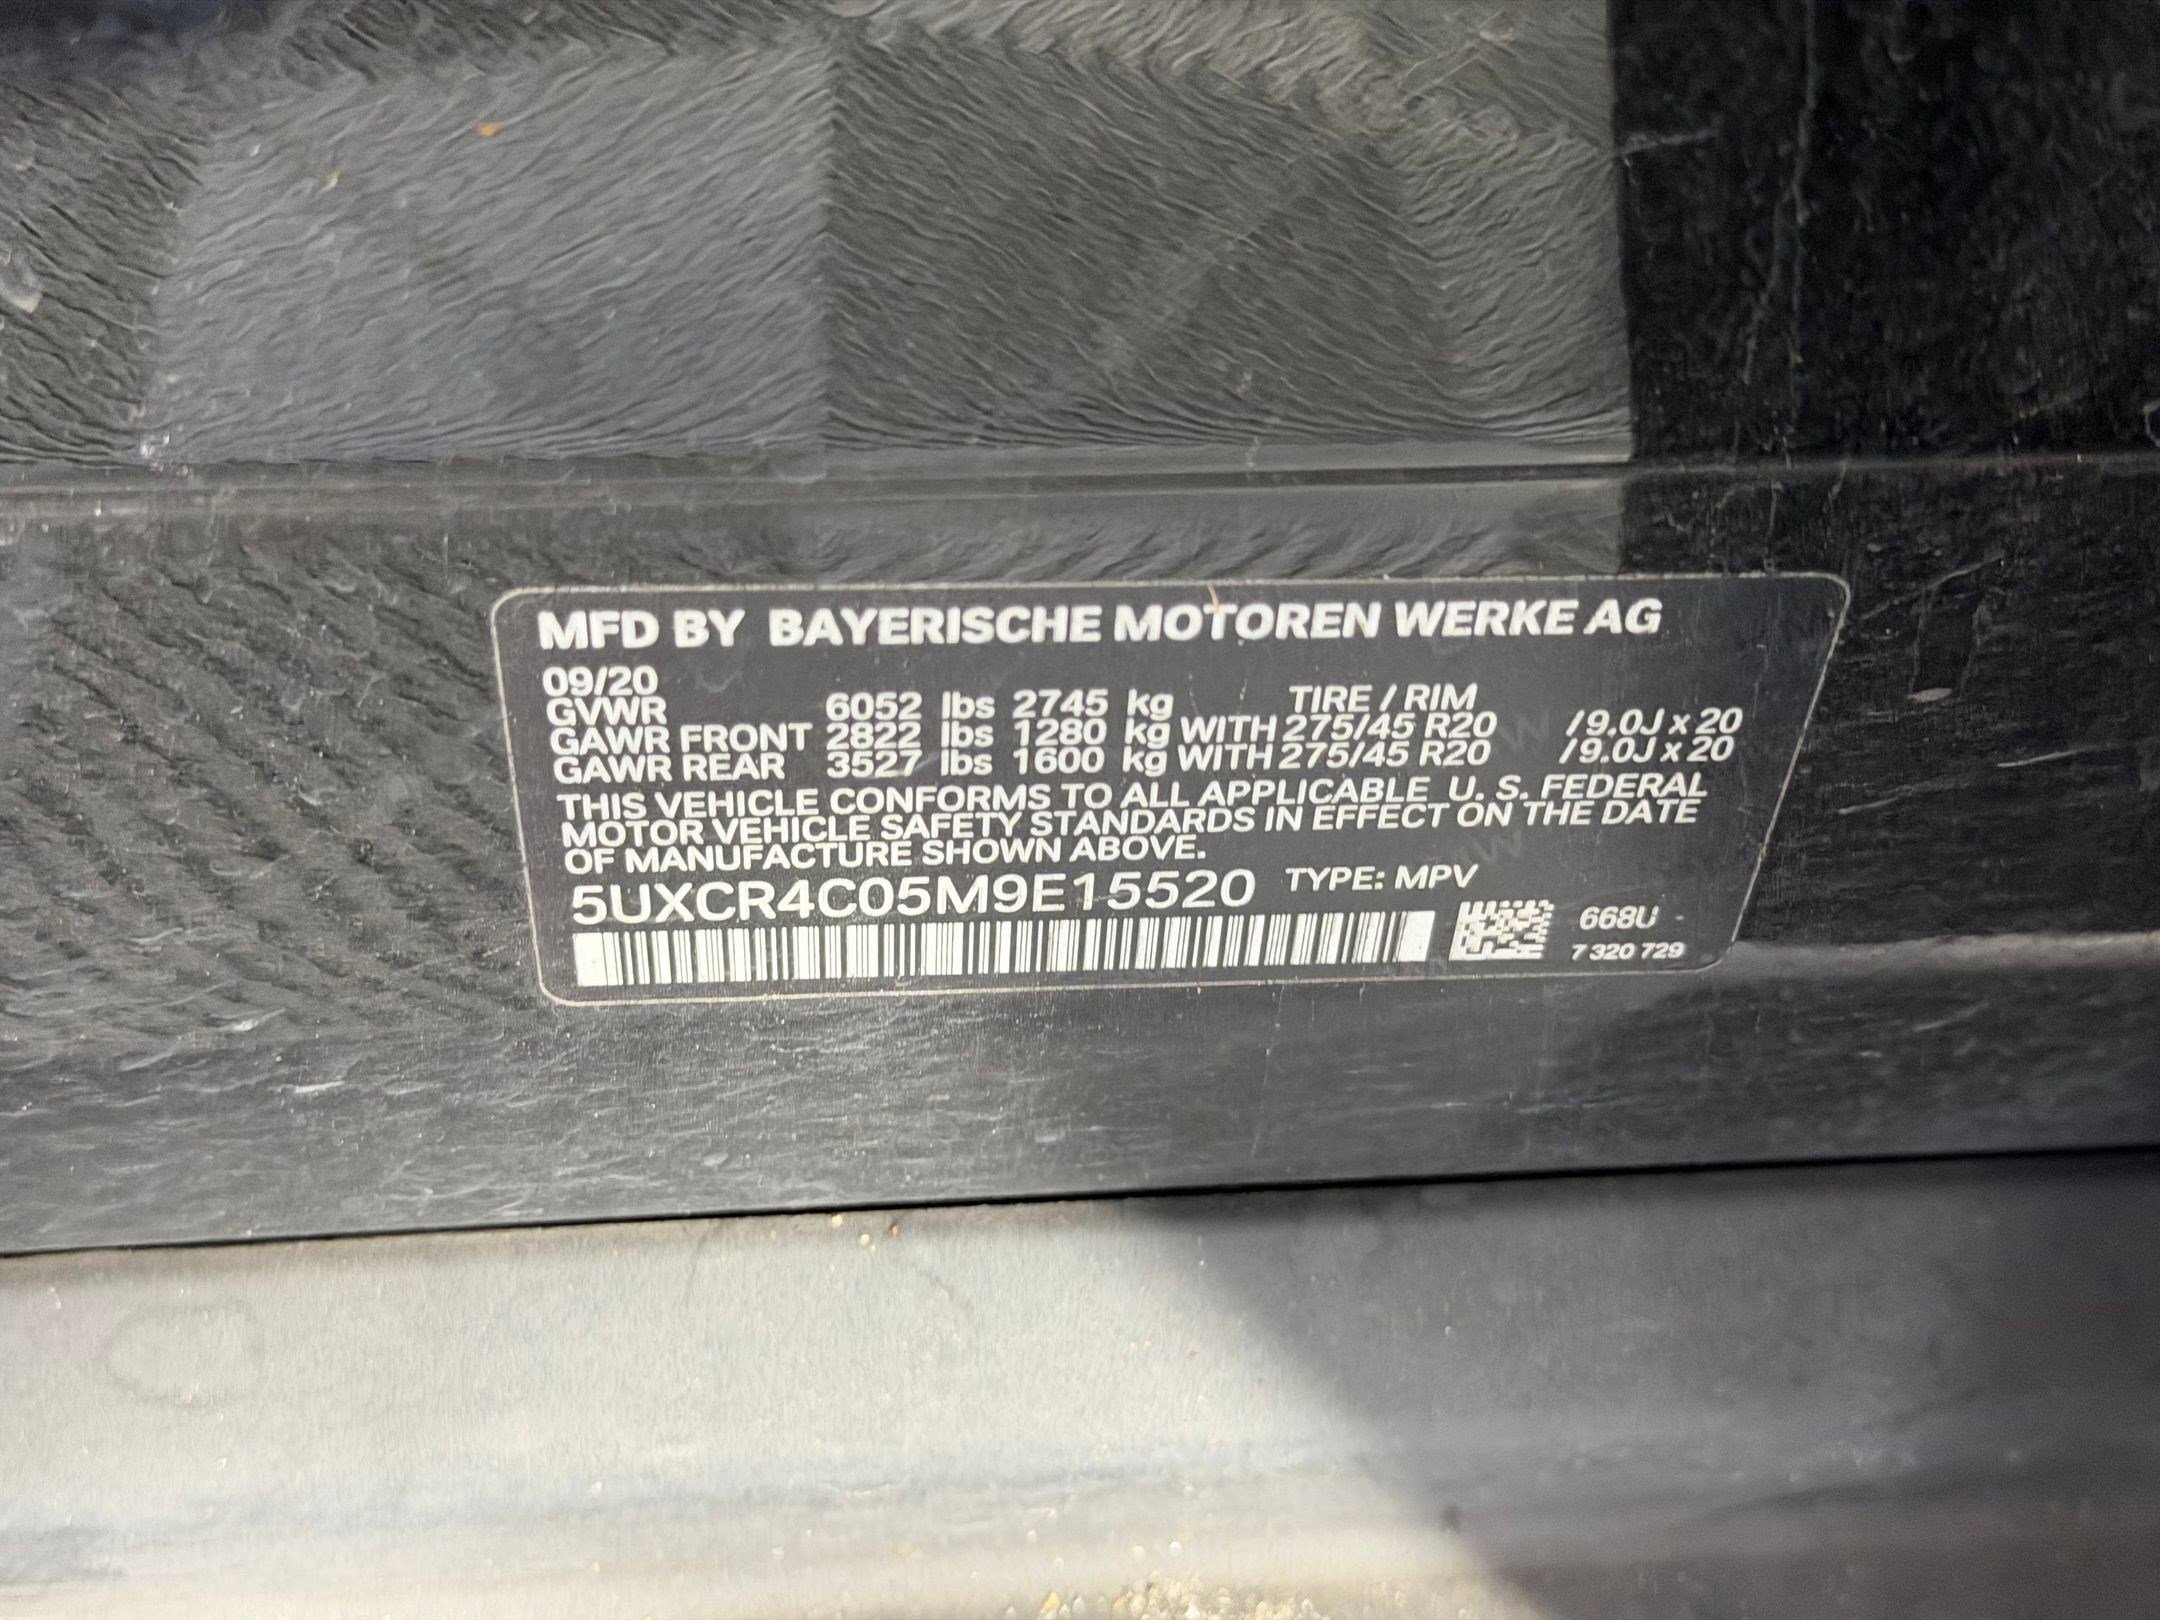 MFD BY BAYERISCHE MOTOREN WERKE AG
09/20
GVWR 6052 lbs 2745 kg TIRE / RIM
GAWR FRONT 2822 lbs 1280 kg WITH 275/45 R20 /9.0J x 20
GAWR REAR 3527 lbs 1600 kg WITH 275/45 R20 /9.0J x 20
THIS VEHICLE CONFORMS TO ALL APPLICABLE U. S. FEDERAL
MOTOR VEHICLE SAFETY STANDARDS IN EFFECT ON THE DATE
OF MANUFACTURE SHOWN ABOVE.
5UXCR4C05M9E15520 TYPE: MPV
668U -
7 320 729